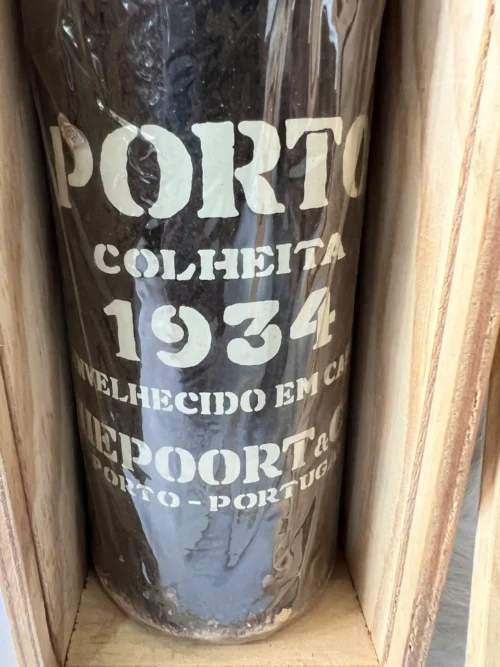 PORTO
COLHEITA
1934
NVELHECIDO EM CA
IEPOORT & C
PORTO - PORTUGA